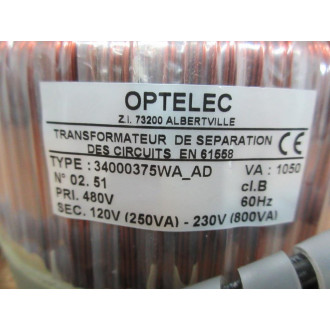 OPTELEC
Z.I. 73200 ALBERTVILLE
TRANSFORMATEUR DE SEPARATION
DES CIRCUITS EN 61558 CE
TYPE : 34000375WA_AD VA : 1050
N° 02. 51 cl.B
PRI. 480V 60Hz
SEC. 120V (250VA) - 230V (800VA)